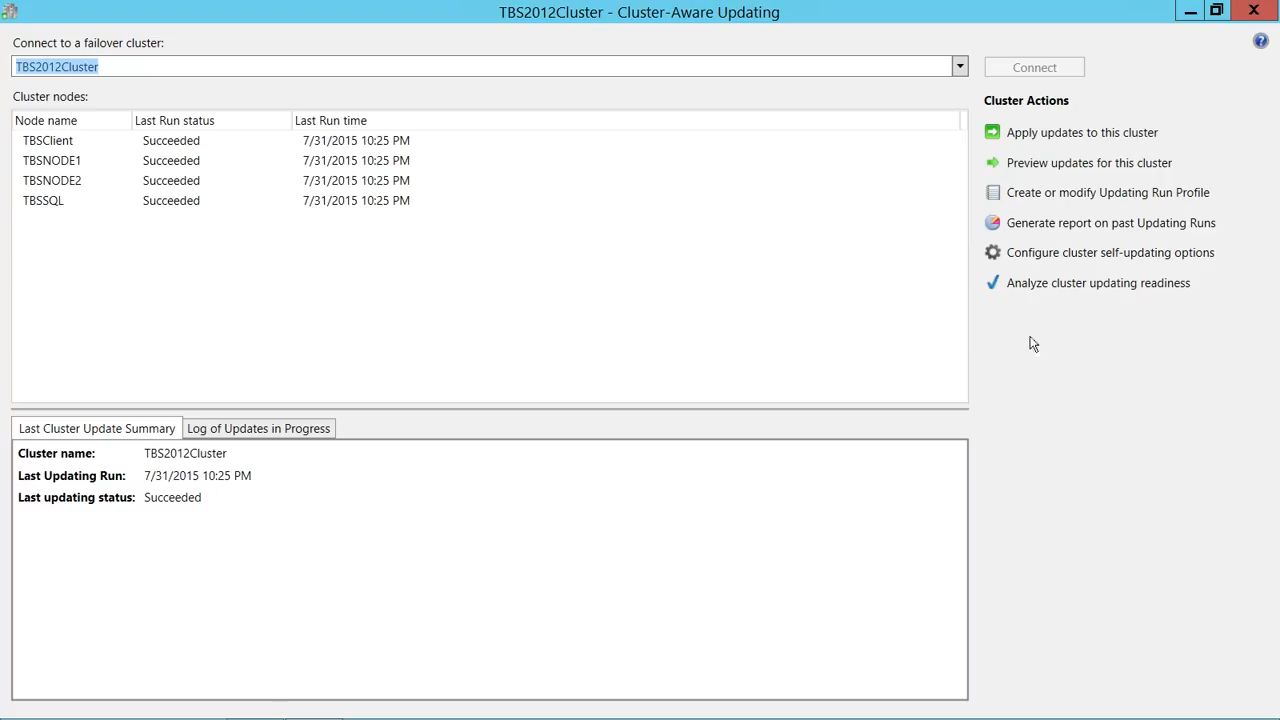 TBS2012Cluster - Cluster-Aware Updating
Connect to a failover cluster:
TBS2012Cluster
Connect
Cluster nodes:
Node name Last Run status Last Run time
TBSClient Succeeded 7/31/2015 10:25 PM
TBSNODE1 Succeeded 7/31/2015 10:25 PM
TBSNODE2 Succeeded 7/31/2015 10:25 PM
TBSSQL Succeeded 7/31/2015 10:25 PM
Cluster Actions
Apply updates to this cluster
Preview updates for this cluster
Create or modify Updating Run Profile
Generate report on past Updating Runs
Configure cluster self-updating options
Analyze cluster updating readiness
Last Cluster Update Summary Log of Updates in Progress
Cluster name: TBS2012Cluster
Last Updating Run: 7/31/2015 10:25 PM
Last updating status: Succeeded